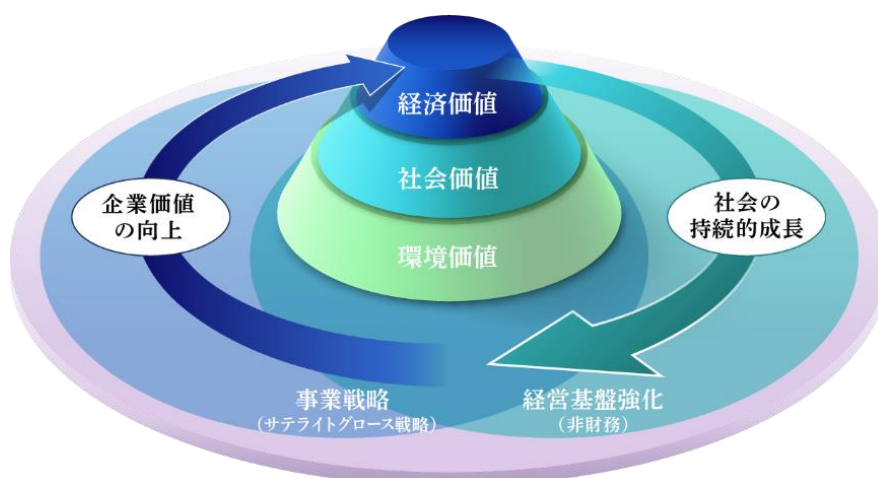 経済価値
社会価値
環境価値
企業価値
の向上
社会の
持続的成長
事業戦略
（サテライトグロース戦略）
経営基盤強化
（非財務）